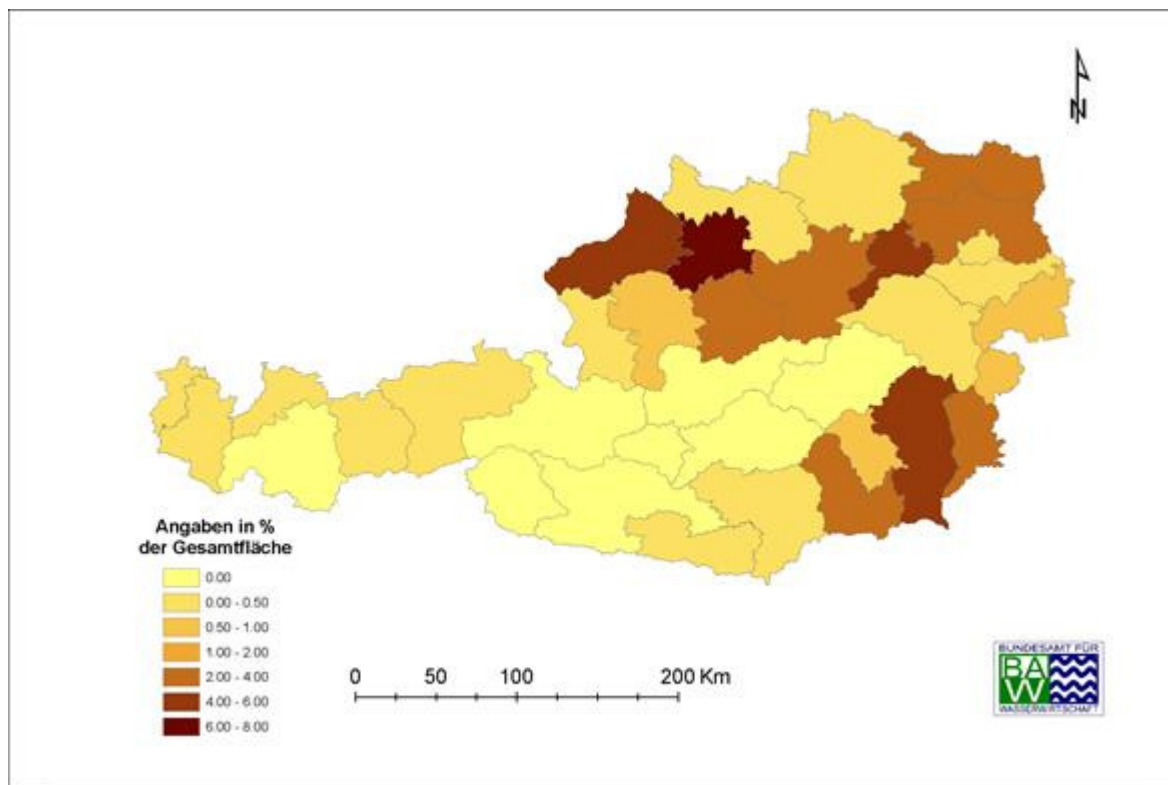 N
Angaben in %
der Gesamtfläche
0.00
0.00 - 0.50
0.50 - 1.00
1.00 - 2.00
2.00 - 4.00
4.00 - 6.00
6.00 - 8.00
0 50 100 200 Km
BUNDESAMT FÜR
BA
W
WASSERWIRTSCHAFT